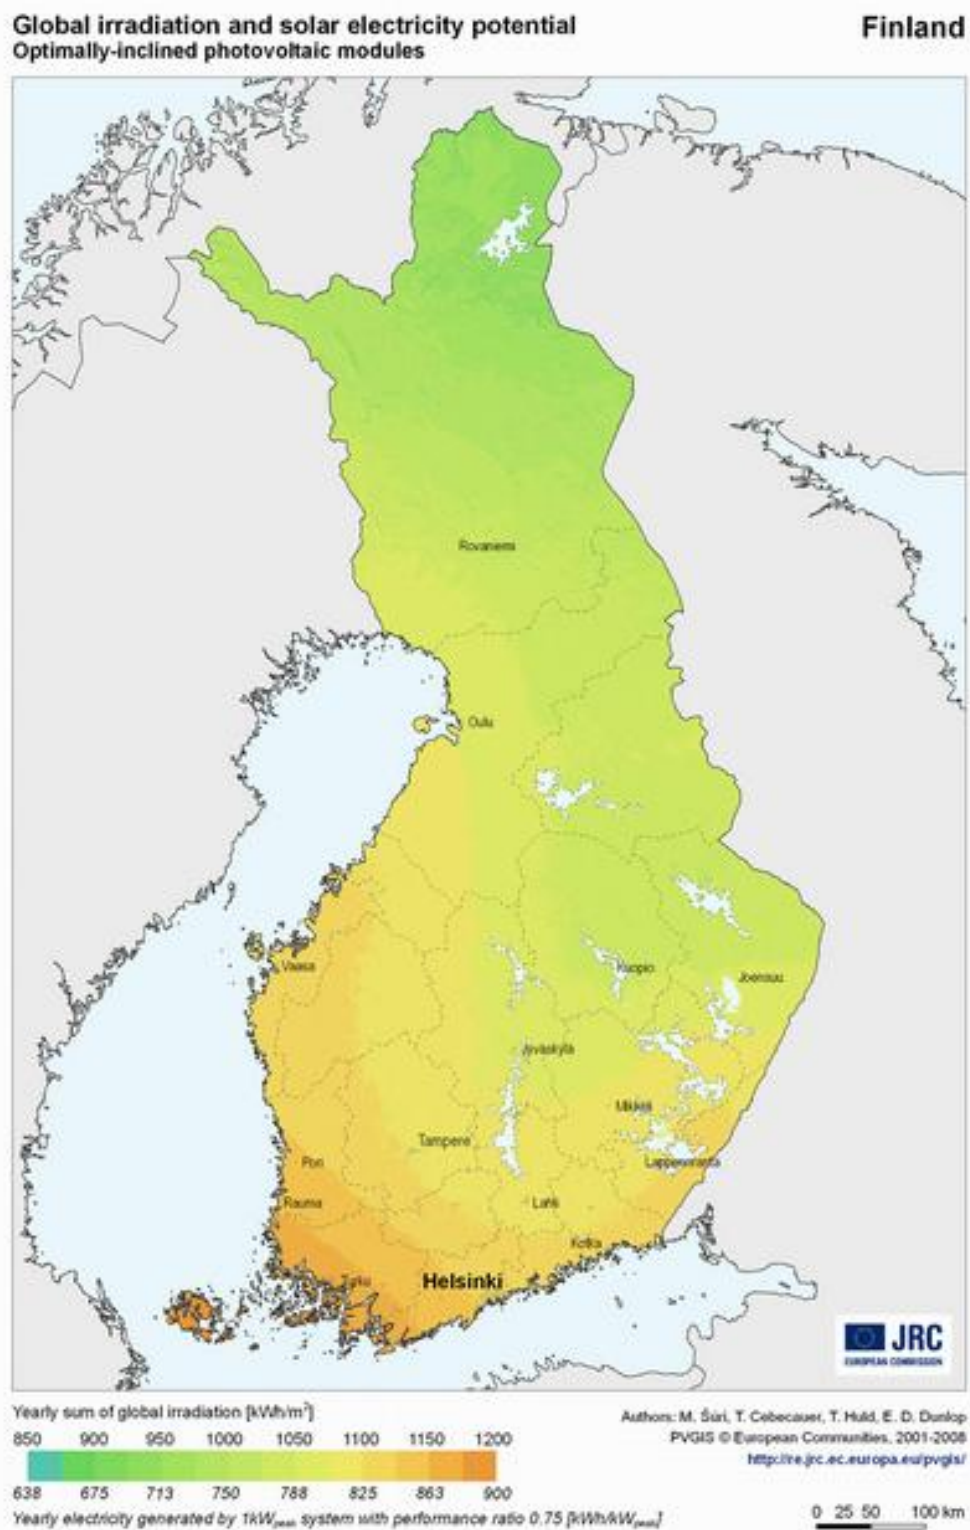 Global irradiation and solar electricity potential
Finland
Optimally-inclined photovoltaic modules
Rovaniemi
Oulu
Vaasa
Kuopio
Joensuu
Jyväskylä
Mikkeli
Tampere
Lappeenranta
Pori
Rauma
Lahti
Kotka
Turku
Helsinki
JRC
EUROPEAN COMMISSION
Yearly sum of global irradiation [kWh/m²]
850 900 950 1000 1050 1100 1150 1200
638 675 713 750 788 825 863 900
Yearly electricity generated by 1kWpeak system with performance ratio 0.75 [kWh/kWpeak]
Authors: M. Šúri, T. Cebecauer, T. Huld, E. D. Dunlop
PVGIS © European Communities, 2001-2008
http://re.jrc.ec.europa.eu/pvgis/
0 25 50 100 km